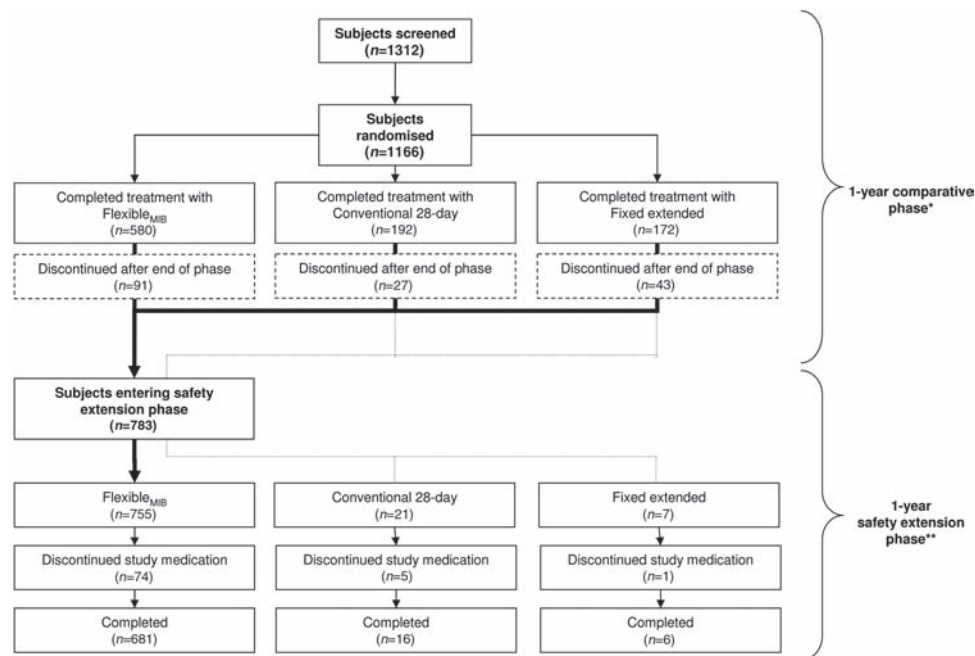 Subjects screened
(n=1312)
Subjects
randomised
(n=1166)
Completed treatment with
FlexibleMIB
(n=580)
Completed treatment with
Conventional 28-day
(n=192)
Completed treatment with
Fixed extended
(n=172)
1-year comparative
phase*
Discontinued after end of phase
(n=91)
Discontinued after end of phase
(n=27)
Discontinued after end of phase
(n=43)
Subjects entering safety
extension phase
(n=783)
FlexibleMIB
(n=755)
Conventional 28-day
(n=21)
Fixed extended
(n=7)
1-year
safety extension
phase**
Discontinued study medication
(n=74)
Discontinued study medication
(n=5)
Discontinued study medication
(n=1)
Completed
(n=681)
Completed
(n=16)
Completed
(n=6)